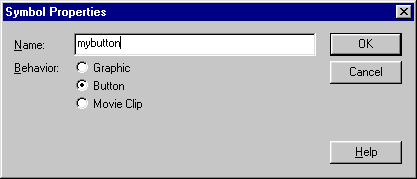 Symbol Properties
Name: mybutton
OK
Behavior: Graphic
Cancel
Button
Movie Clip
Help